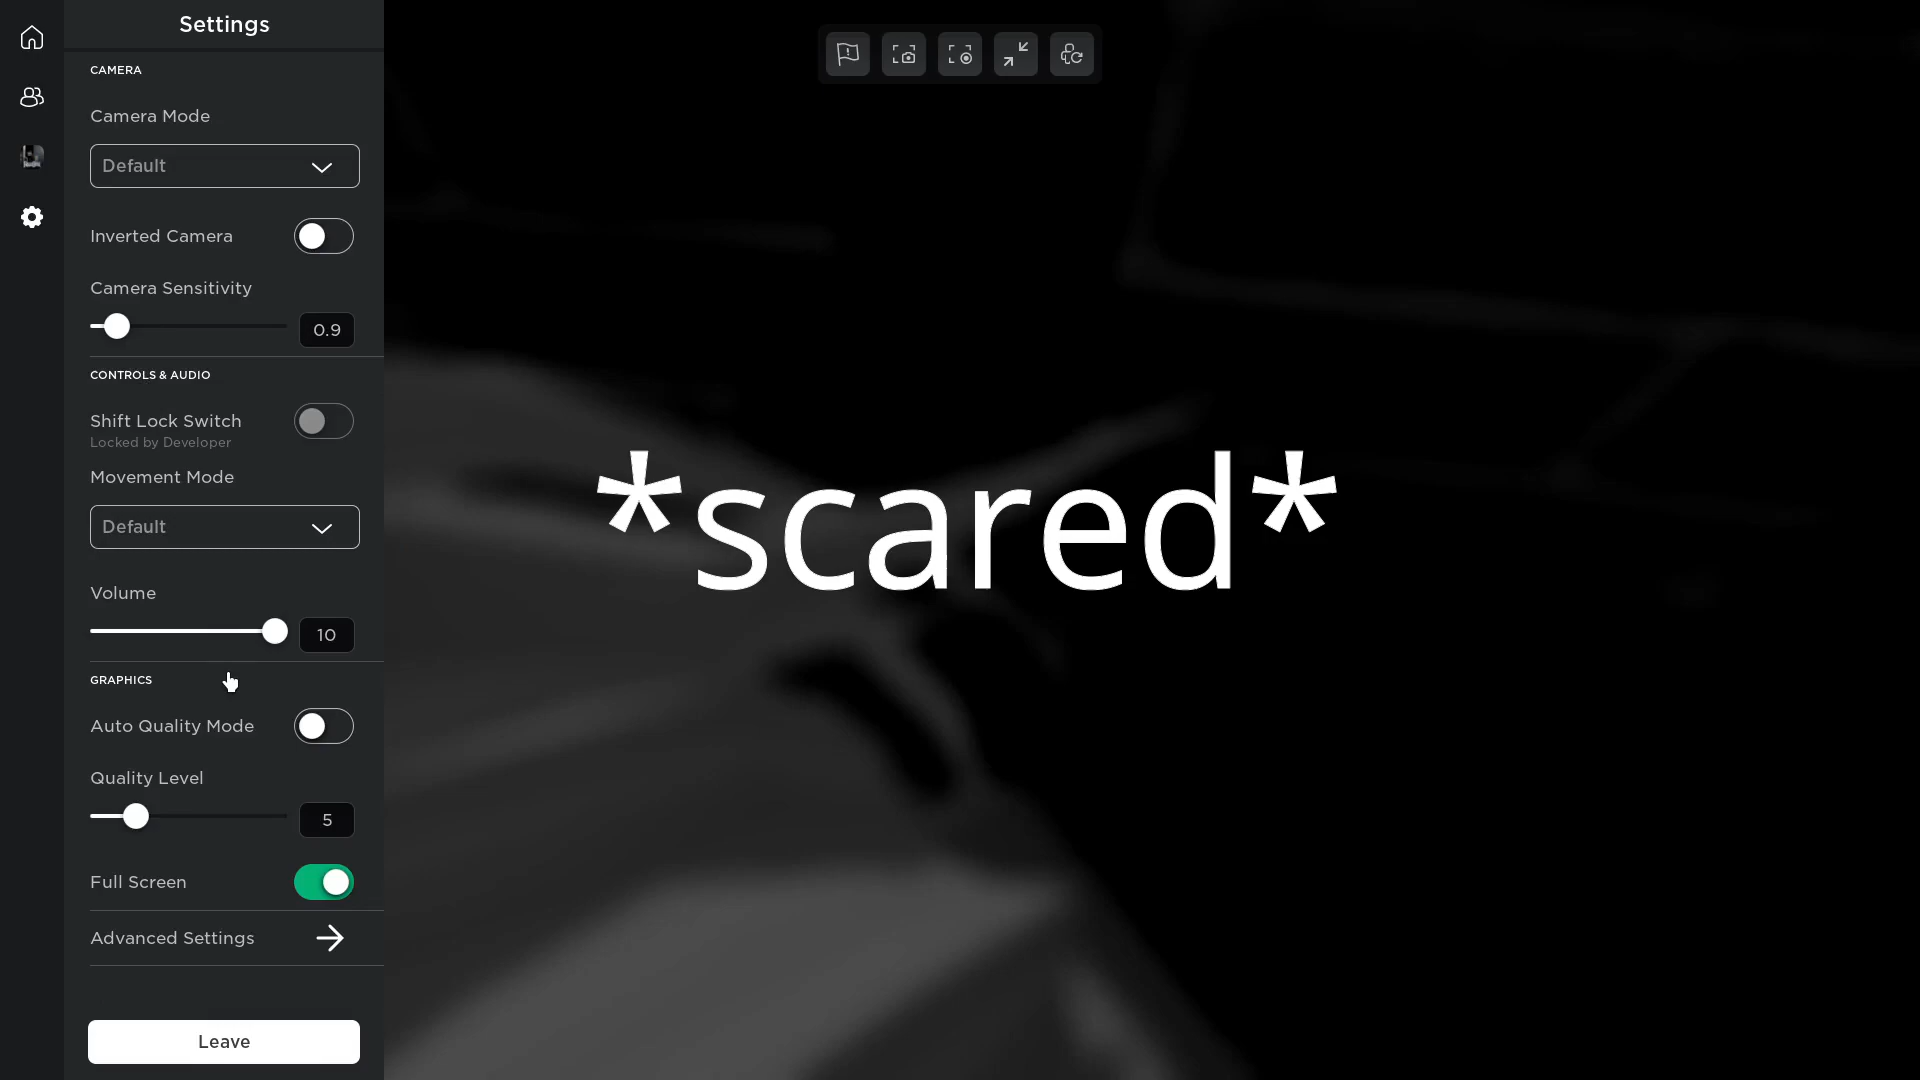 Settings
CAMERA
Camera Mode
Default
Inverted Camera
Camera Sensitivity
0.9
CONTROLS & AUDIO
Shift Lock Switch
Locked by Developer
Movement Mode
Default
Volume
10
GRAPHICS
Auto Quality Mode
Quality Level
5
Full Screen
Advanced Settings
Leave
*scared*